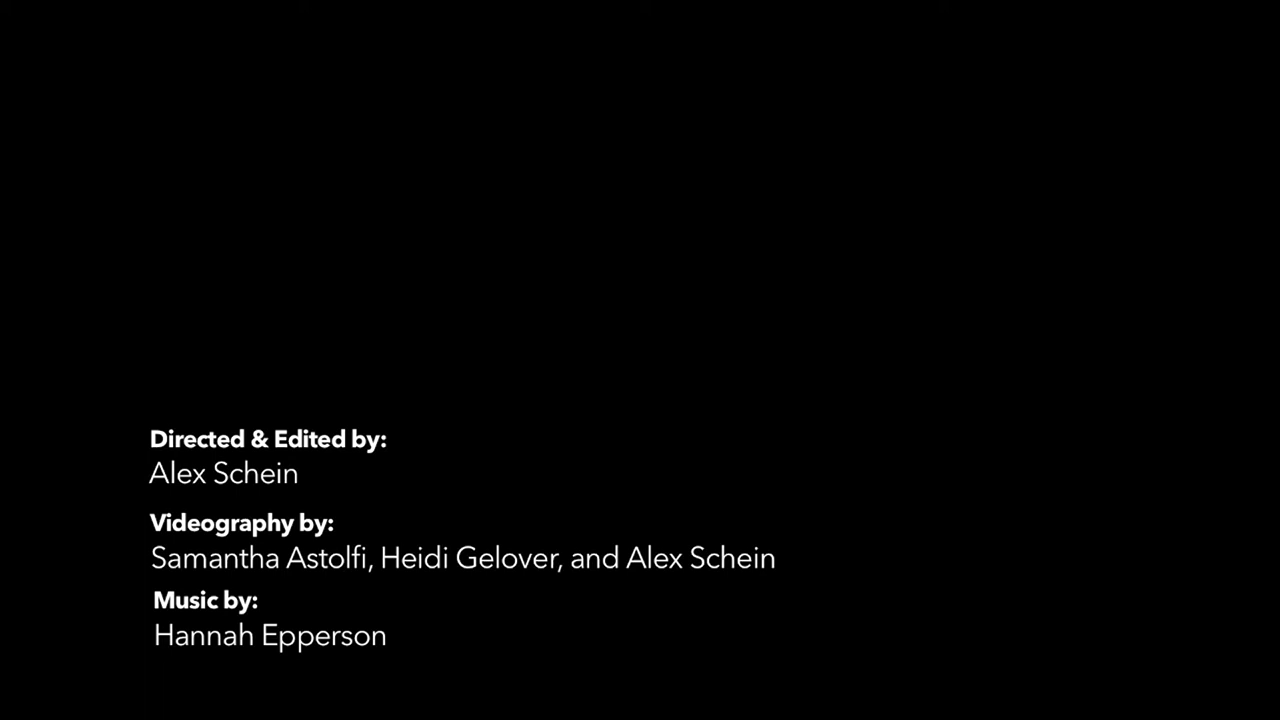 Directed & Edited by:
Alex Schein
Videography by:
Samantha Astolfi, Heidi Gelover, and Alex Schein
Music by:
Hannah Epperson